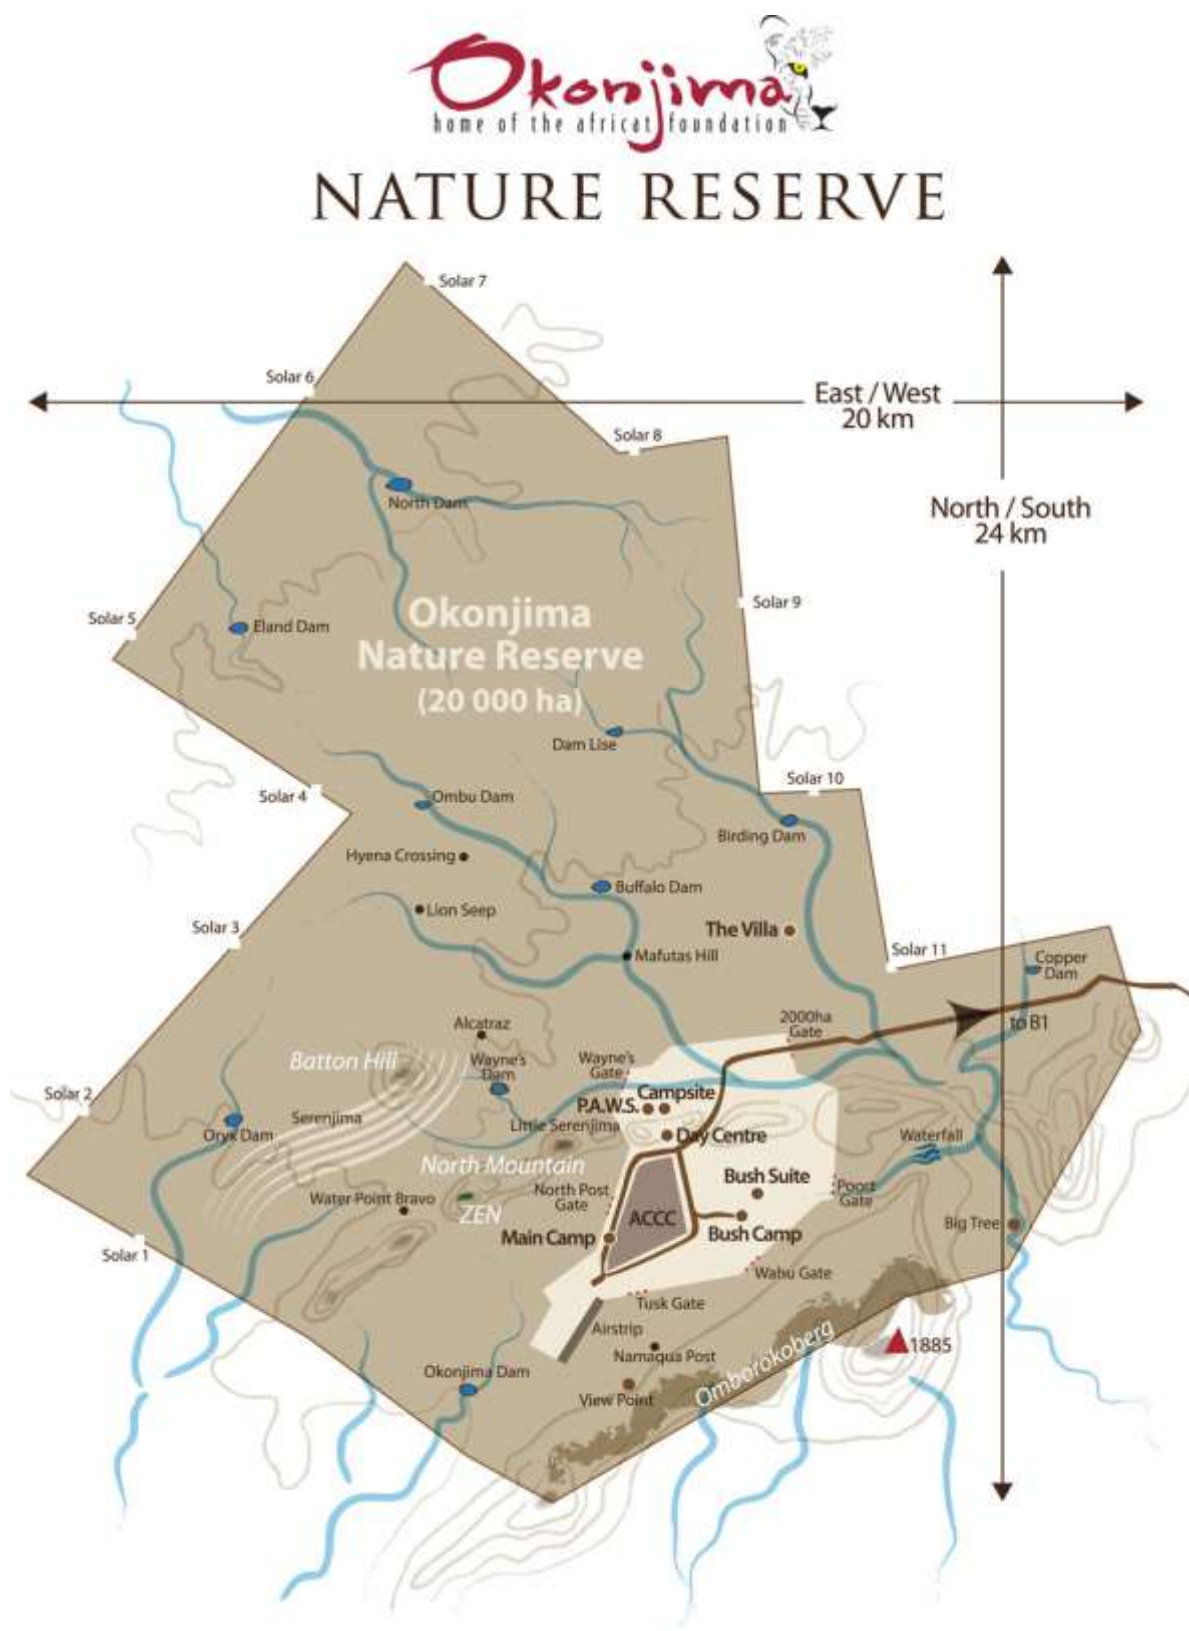 Okonjima
home of the africat foundation
NATURE RESERVE
Solar 7
Solar 6
East / West
20 km
Solar 8
North Dam
North / South
24 km
Solar 9
Okonjima
Nature Reserve
(20 000 ha)
Solar 5
Eland Dam
Dam Lise
Solar 10
Solar 4
Ombu Dam
Birding Dam
Hyena Crossing
Buffalo Dam
Lion Seep
The Villa
Solar 3
Mafutas Hill
Solar 11
Copper
Dam
2000ha
Gate
to B1
Alcatraz
Batton Hill
Wayne's
Dam
Wayne's
Gate
Solar 2
Campsite
P.A.W.S.
Serenjima
Little Serenjima
Oryx Dam
Day Centre
Waterfall
North Mountain
Bush Suite
Water Point Bravo
North Post
Gate
Poort
Gate
ZEN
ACCC
Main Camp
Bush Camp
Big Tree
Solar 1
Wabu Gate
Tusk Gate
Airstrip
Namaqua Post
1885
Okonjima Dam
Omborokoberg
View Point